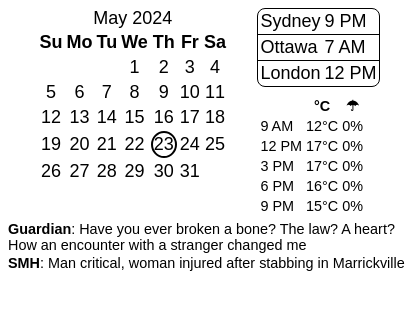 May 2024
Su Mo Tu We Th Fr Sa
1 2 3 4
5 6 7 8 9 10 11
12 13 14 15 16 17 18
19 20 21 22 23 24 25
26 27 28 29 30 31
Sydney 9 PM
Ottawa 7 AM
London 12 PM
°C ☂
9 AM 12°C 0%
12 PM 17°C 0%
3 PM 17°C 0%
6 PM 16°C 0%
9 PM 15°C 0%
Guardian: Have you ever broken a bone? The law? A heart?
How an encounter with a stranger changed me
SMH: Man critical, woman injured after stabbing in Marrickville